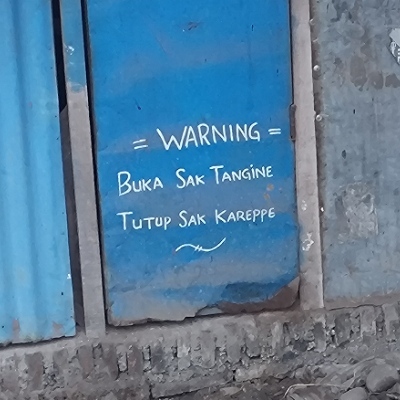 = WARNING =
BUKA SAK TANGINE
TUTUP SAK KAREPPE